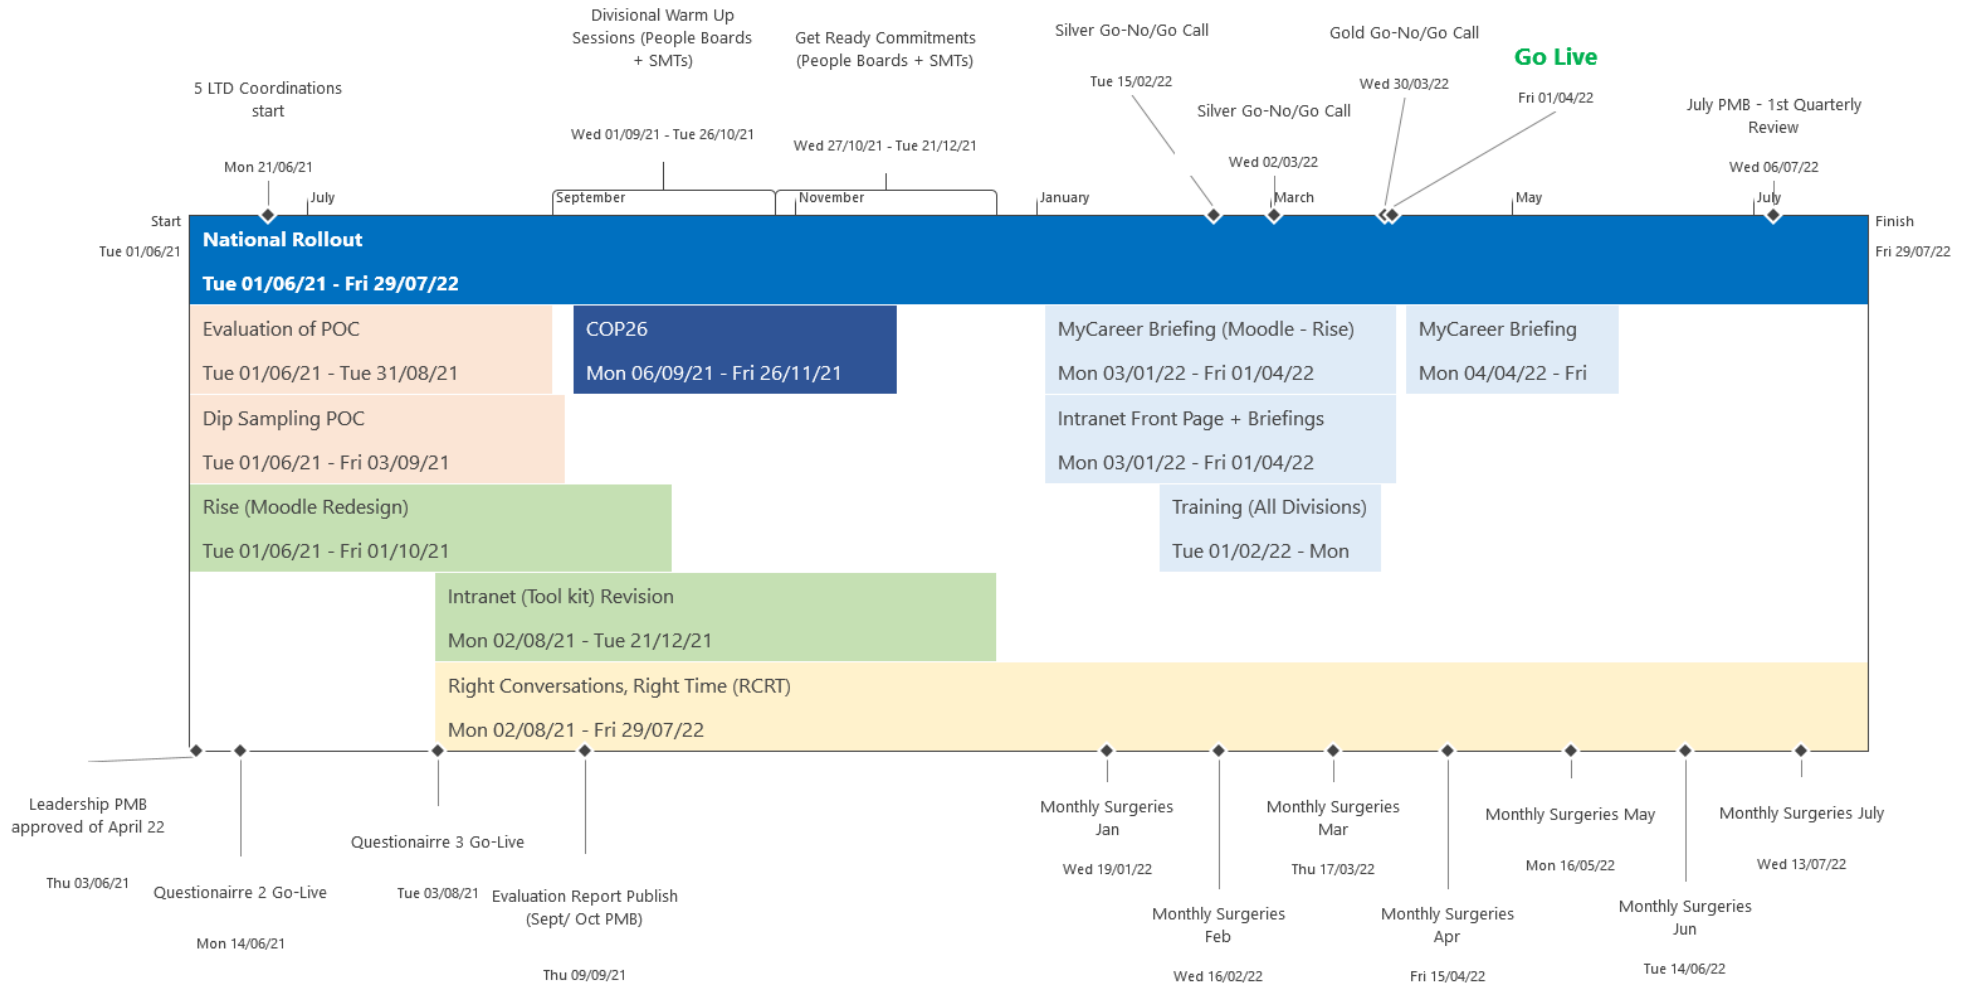 Divisional Warm Up
Sessions (People Boards
+ SMTs)
Wed 01/09/21 - Tue 26/10/21
Get Ready Commitments
(People Boards + SMTs)
Wed 27/10/21 - Tue 21/12/21
Silver Go-No/Go Call
Tue 15/02/22
Gold Go-No/Go Call
Wed 30/03/22
Go Live
Fri 01/04/22
5 LTD Coordinations
start
Mon 21/06/21
Silver Go-No/Go Call
Wed 02/03/22
July PMB - 1st Quarterly
Review
Wed 06/07/22
July
September
November
January
March
May
July
Start
Tue 01/06/21
Finish
Fri 29/07/22
National Rollout
Tue 01/06/21 - Fri 29/07/22
Evaluation of POC
Tue 01/06/21 - Tue 31/08/21
COP26
Mon 06/09/21 - Fri 26/11/21
MyCareer Briefing (Moodle - Rise)
Mon 03/01/22 - Fri 01/04/22
MyCareer Briefing
Mon 04/04/22 - Fri
Dip Sampling POC
Tue 01/06/21 - Fri 03/09/21
Intranet Front Page + Briefings
Mon 03/01/22 - Fri 01/04/22
Rise (Moodle Redesign)
Tue 01/06/21 - Fri 01/10/21
Training (All Divisions)
Tue 01/02/22 - Mon
Intranet (Tool kit) Revision
Mon 02/08/21 - Tue 21/12/21
Right Conversations, Right Time (RCRT)
Mon 02/08/21 - Fri 29/07/22
Leadership PMB
approved of April 22
Thu 03/06/21
Questionairre 2 Go-Live
Mon 14/06/21
Questionairre 3 Go-Live
Tue 03/08/21
Evaluation Report Publish
(Sept/ Oct PMB)
Thu 09/09/21
Monthly Surgeries
Jan
Wed 19/01/22
Monthly Surgeries
Feb
Wed 16/02/22
Monthly Surgeries
Mar
Thu 17/03/22
Monthly Surgeries
Apr
Fri 15/04/22
Monthly Surgeries May
Mon 16/05/22
Monthly Surgeries
Jun
Tue 14/06/22
Monthly Surgeries July
Wed 13/07/22